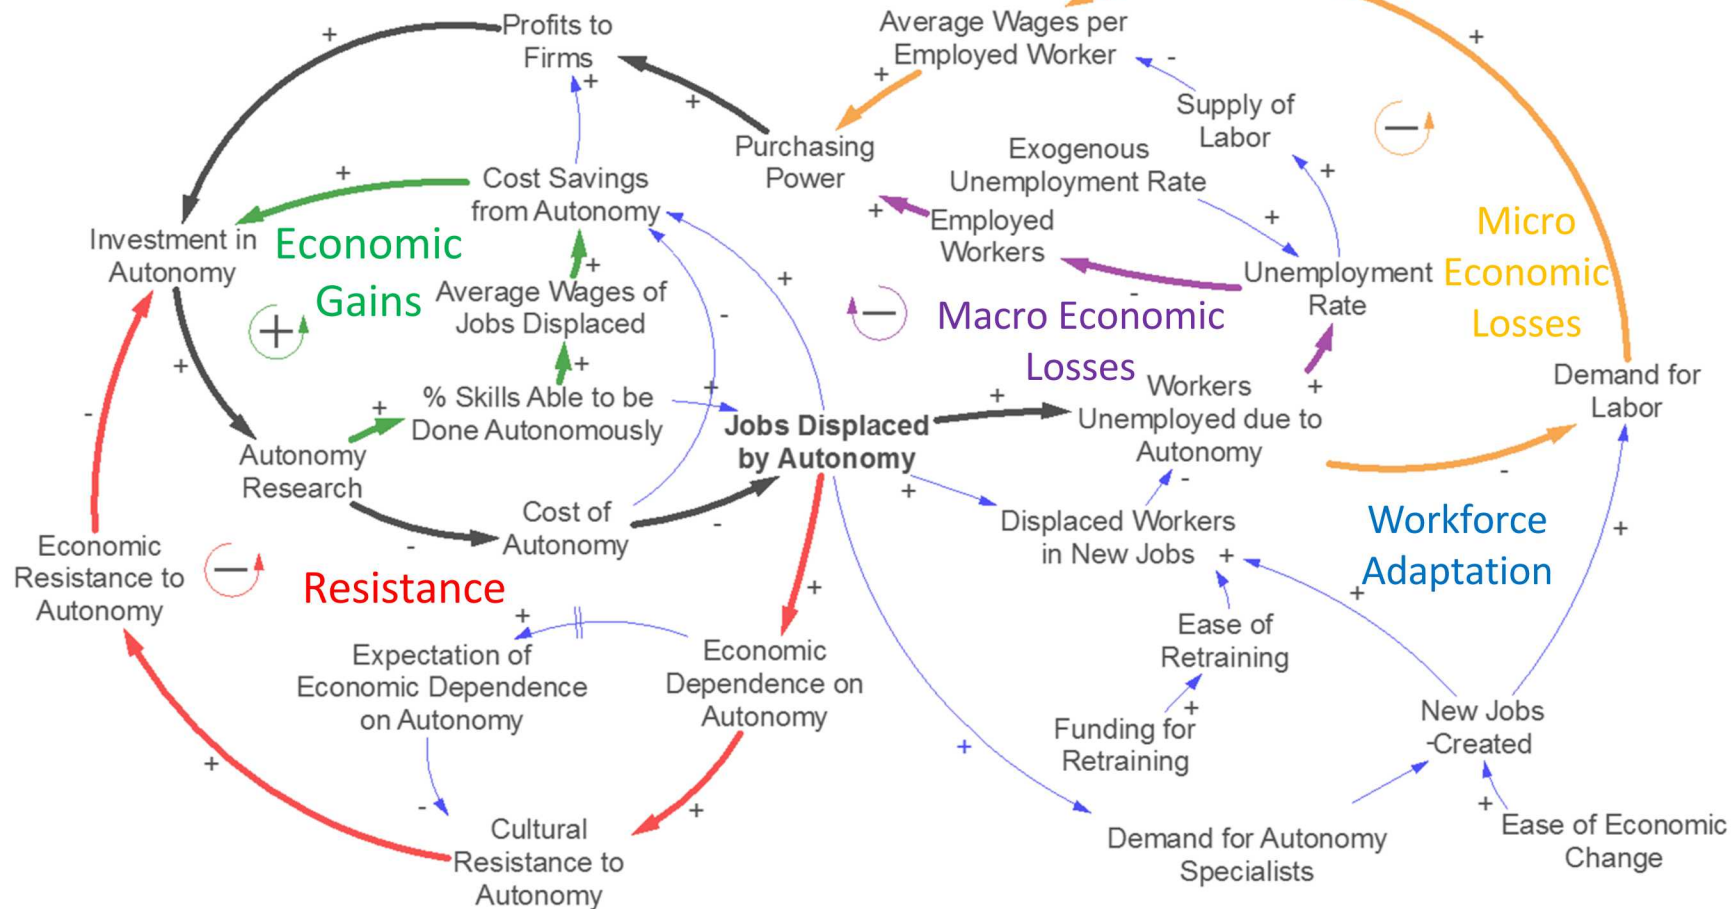 Profits to
Firms
Average Wages per
Employed Worker
Supply of
Labor
Purchasing
Power
Exogenous
Unemployment Rate
Cost Savings
from Autonomy
Employed
Workers
Investment in
Autonomy
Economic
Gains
Unemployment
Rate
Micro
Economic
Losses
Average Wages of
Jobs Displaced
Macro Economic
Losses
% Skills Able to be
Done Autonomously
Jobs Displaced
by Autonomy
Workers
Unemployed due to
Autonomy
Demand for
Labor
Autonomy
Research
Cost of
Autonomy
Displaced Workers
in New Jobs
Workforce
Adaptation
Economic
Resistance to
Autonomy
Resistance
Expectation of
Economic Dependence
on Autonomy
Economic
Dependence on
Autonomy
Ease of
Retraining
Funding for
Retraining
New Jobs
-Created
Cultural
Resistance to
Autonomy
Demand for Autonomy
Specialists
Ease of Economic
Change